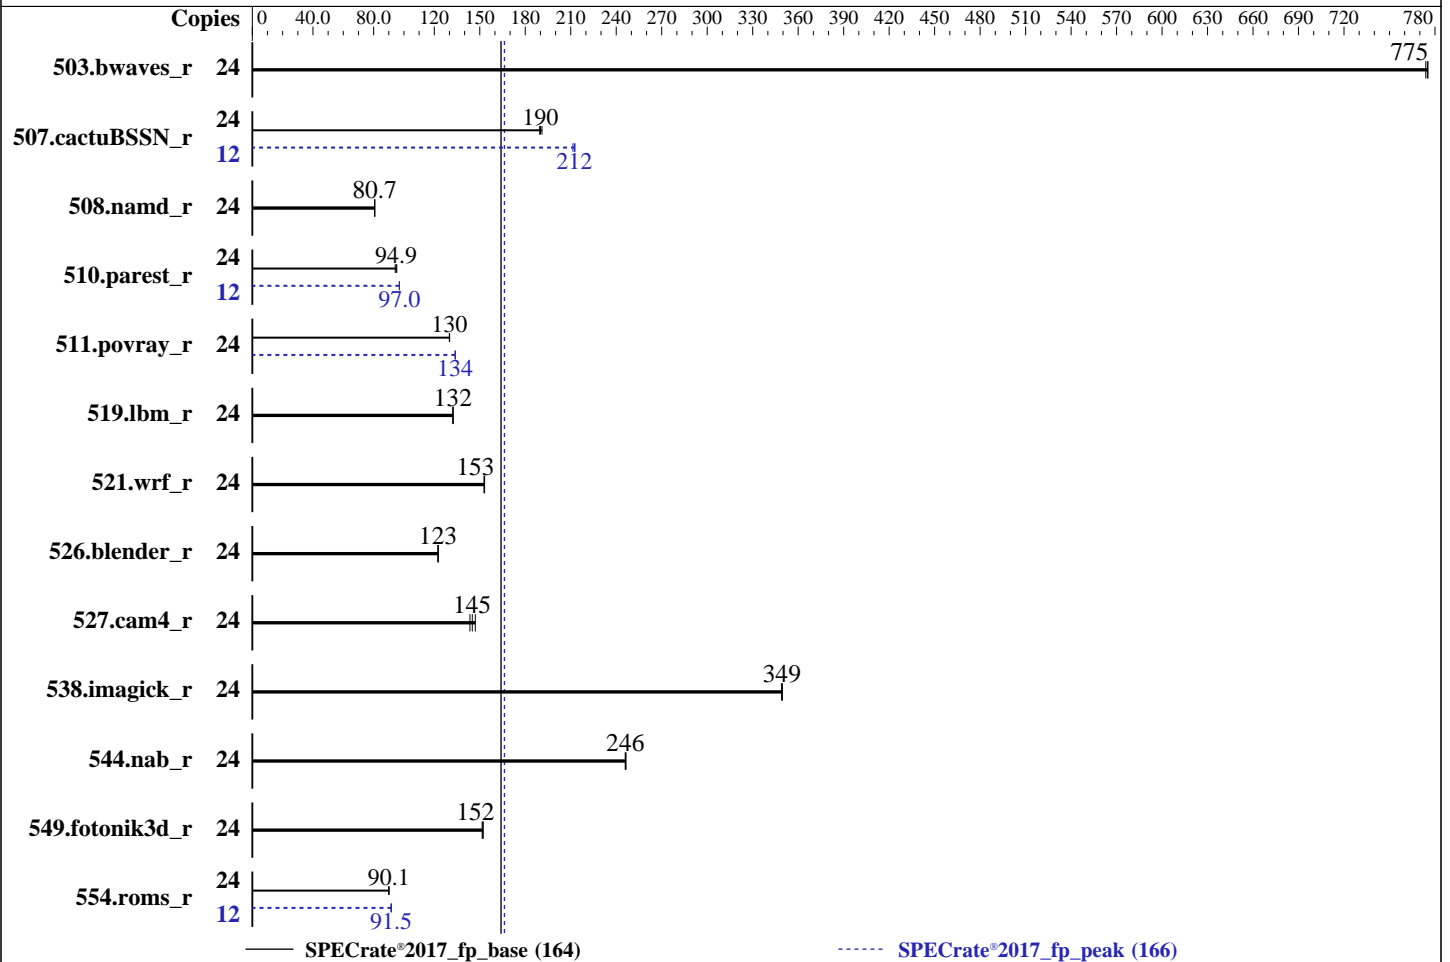 Copies 0 40.0 80.0 120 150 180 210 240 270 300 330 360 390 420 450 480 510 540 570 600 630 660 690 720 780
503.bwaves_r 24 775
507.cactuBSSN_r 24 190
12 212
508.namd_r 24 80.7
510.parest_r 24 94.9
12 97.0
511.povray_r 24 130
134
519.lbm_r 24 132
521.wrf_r 24 153
526.blender_r 24 123
527.cam4_r 24 145
538.imagick_r 24 349
544.nab_r 24 246
549.fotonik3d_r 24 152
554.roms_r 24 90.1
12 91.5
SPECrate®2017_fp_base (164) SPECrate®2017_fp_peak (166)